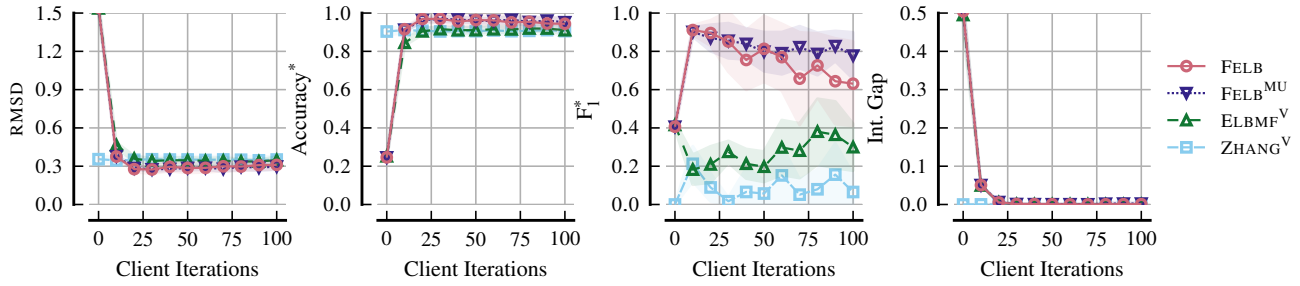 RMSD
1.5
1.2
0.9
0.6
0.3
0.0
0 25 50 75 100
Client Iterations
Accuracy*
1.0
0.8
0.6
0.4
0.2
0.0
0 25 50 75 100
Client Iterations
F₁*
1.0
0.8
0.6
0.4
0.2
0.0
0 25 50 75 100
Client Iterations
Int. Gap
0.5
0.4
0.3
0.2
0.1
0.0
0 25 50 75 100
Client Iterations
FELB
FELB^MU
ELBMF^V
ZHANG^V